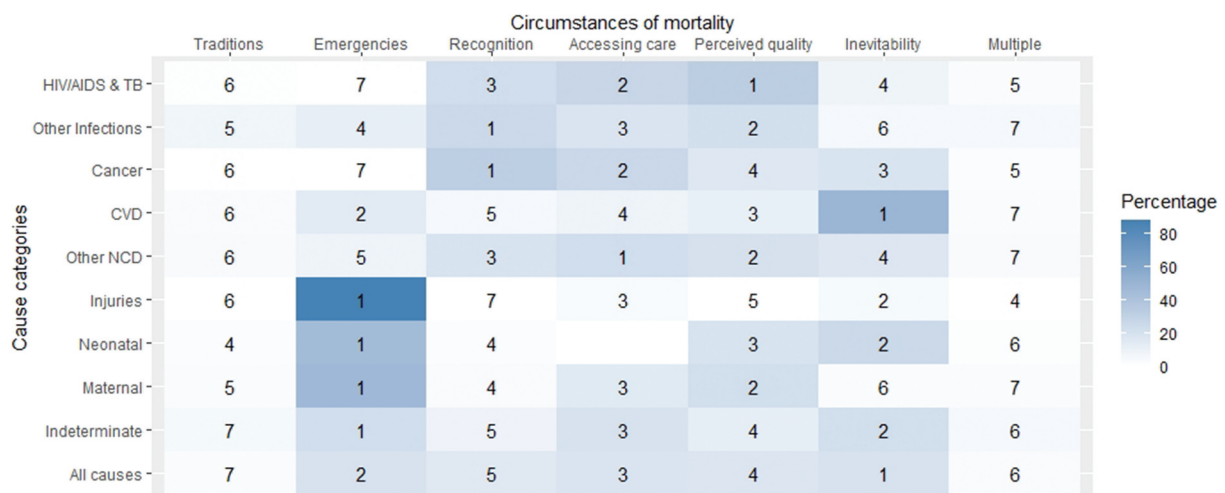 Circumstances of mortality
Traditions Emergencies Recognition Accessing care Perceived quality Inevitability Multiple
HIV/AIDS & TB 6 7 3 2 1 4 5
Other Infections 5 4 1 3 2 6 7
Cancer 6 7 1 2 4 3 5
CVD 6 2 5 4 3 1 7
Other NCD 6 5 3 1 2 4 7
Injuries 6 1 7 3 5 2 4
Neonatal 4 1 4 3 2 6
Maternal 5 1 4 3 2 6 7
Indeterminate 7 1 5 3 4 2 6
All causes 7 2 5 3 4 1 6
Cause categories
Percentage
80
60
40
20
0